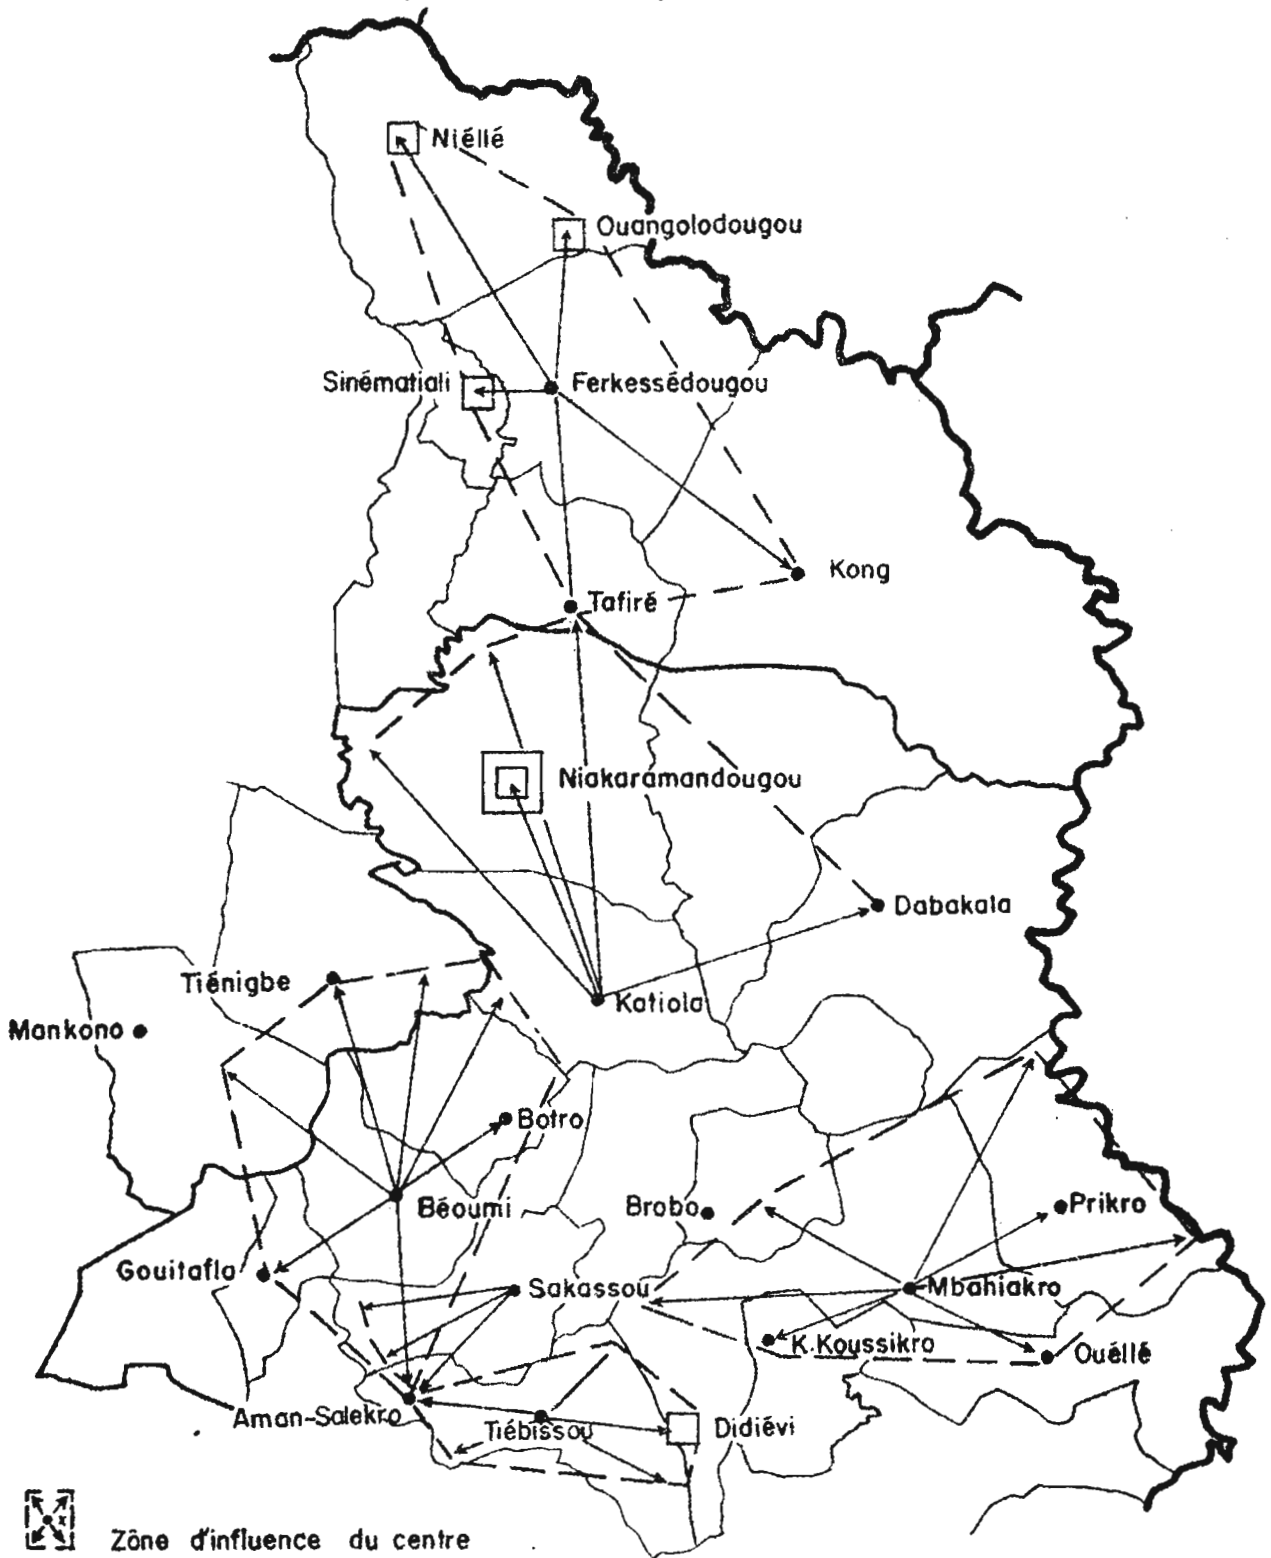 Niéllé
Ouangolodougou
Sinématiali
Ferkessédougou
Kong
Tafiré
Niakaramandougou
Dabakala
Tiénigbe
Katiola
Mankono
Botro
Béoumi
Brobo
Prikro
Gouitafla
Sakassou
Mbahiakro
K.Koussikro
Ouéllé
Aman-Salekro
Tiébissou
Didiévi
x
Zône d'influence du centre